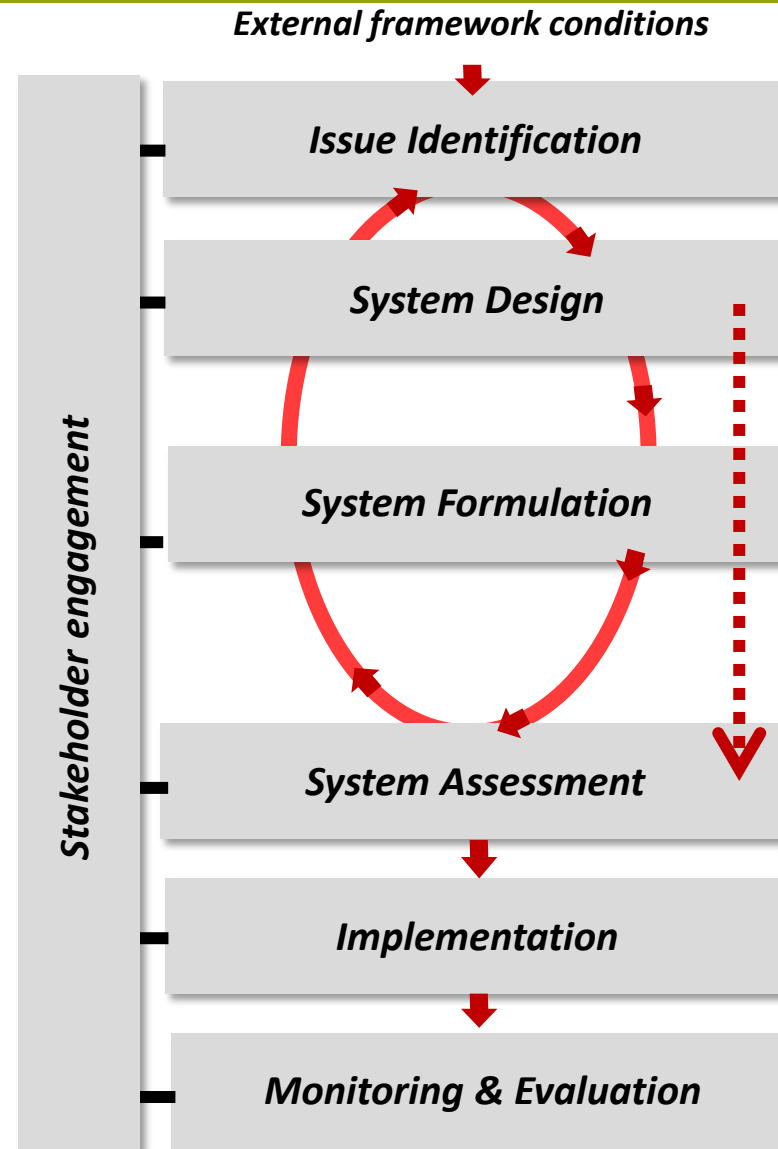 External framework conditions
Issue Identification
System Design
System Formulation
Stakeholder engagement
System Assessment
Implementation
Monitoring & Evaluation